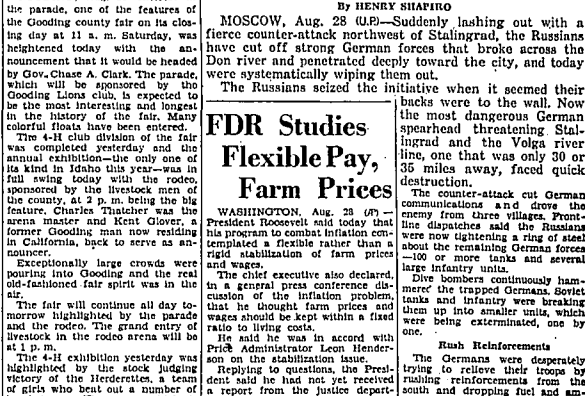 the parade, one of the features of
the Gooding county fair on its clos-
ing day at 11 a. m. Saturday, was
heightened today with the an-
nouncement that it would be headed
by Gov. Chase A. Clark. The parade,
which will be sponsored by the
Gooding Lions club, is expected to
be the most interesting and longest
in the history of the fair. Many
colorful floats have been entered.
The 4-H club division of the fair
was completed yesterday and the
annual exhibition—the only one of
its kind in Idaho this year—was in
full swing today with the rodeo,
sponsored by the livestock men of
the county, at 2 p. m. being the big
feature. Charles Thatcher was the
arena master and Kent Glover, a
former Gooding man now residing
in California, back to serve as an-
nouncer.
Exceptionally large crowds were
pouring into Gooding and the real
old-fashioned fair spirit was in the
air.
The fair will continue all day to-
morrow highlighted by the parade
and the rodeo. The grand entry of
livestock in the rodeo arena will be
at 1 p. m.
The 4-H exhibition yesterday was
highlighted by the stock judging
victory of the Herderettes, a team
of girls who beat out a number of
By HENRY SHAPIRO
MOSCOW, Aug. 28 (U.P.)—Suddenly lashing out with a
fierce counter-attack northwest of Stalingrad, the Russians
have cut off strong German forces that broke across the
Don river and penetrated deeply toward the city, and today
were systematically wiping them out.
The Russians seized the initiative when it seemed their
backs were to the wall. Now
the most dangerous German
spearhead threatening Stal-
ingrad and the Volga river
line, one that was only 30 or
35 miles away, faced quick
destruction.
The counter-attack cut German
communications and drove the
enemy from three villages. Front-
line dispatches said the Russians
were now tightening a ring of steel
about the remaining German forces
—100 or more tanks and several
large infantry units.
Dive bombers continuously ham-
mered the trapped Germans. Soviet
tanks and infantry were breaking
them up into smaller units, which
were being exterminated, one by
one.
Rush Reinforcements
The Germans were desperately
trying to relieve their troops by
rushing reinforcements from the
south and dropping fuel and am-
FDR Studies
Flexible Pay,
Farm Prices
WASHINGTON, Aug. 28 (AP)—
President Roosevelt said today that
his program to combat inflation con-
templated a flexible rather than a
rigid stabilization of farm prices
and wages.
The chief executive also declared,
in a general press conference dis-
cussion of the inflation problem,
that he thought farm prices and
wages should be kept within a fixed
ratio to living costs.
He said he was in accord with
Price Administrator Leon Hender-
son on the stabilization issue.
Replying to questions, the Presi-
dent said he had not yet received
a report from the justice depart-